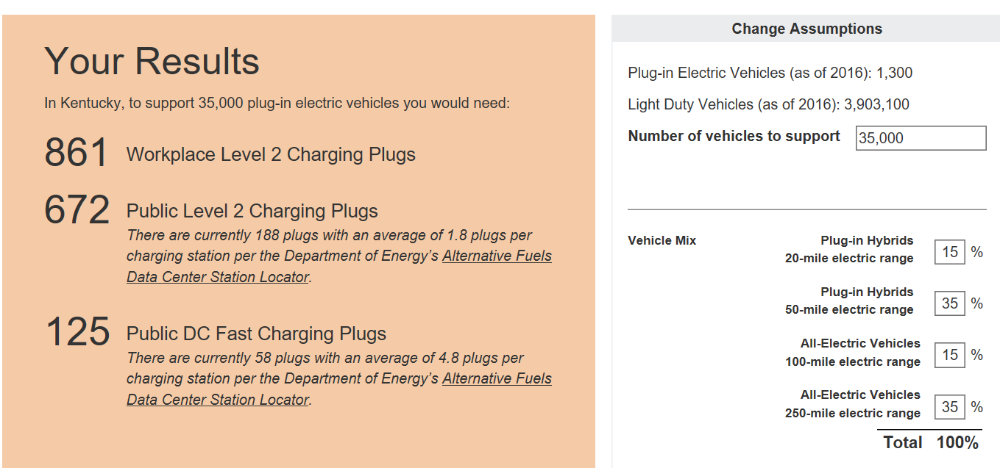 Your Results
In Kentucky, to support 35,000 plug-in electric vehicles you would need:
861 Workplace Level 2 Charging Plugs
672 Public Level 2 Charging Plugs
There are currently 188 plugs with an average of 1.8 plugs per
charging station per the Department of Energy’s Alternative Fuels
Data Center Station Locator.
125 Public DC Fast Charging Plugs
There are currently 58 plugs with an average of 4.8 plugs per
charging station per the Department of Energy’s Alternative Fuels
Data Center Station Locator.
Change Assumptions
Plug-in Electric Vehicles (as of 2016): 1,300
Light Duty Vehicles (as of 2016): 3,903,100
Number of vehicles to support 35,000
Vehicle Mix
Plug-in Hybrids
20-mile electric range 15 %
Plug-in Hybrids
50-mile electric range 35 %
All-Electric Vehicles
100-mile electric range 15 %
All-Electric Vehicles
250-mile electric range 35 %
Total 100%